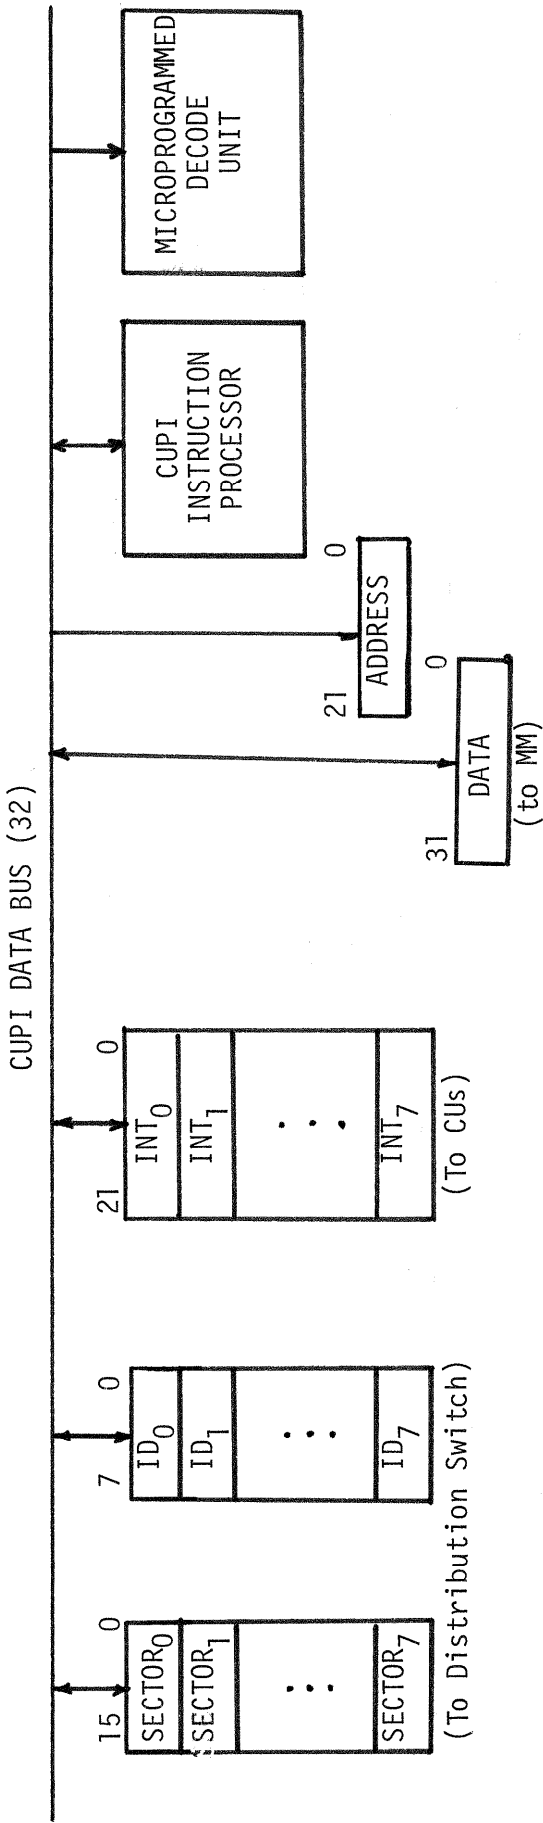 CUPI DATA BUS (32)
15 0
SECTOR0
SECTOR1
SECTOR7
7 0
ID0
ID1
ID7
(To Distribution Switch)
21 0
INT0
INT1
INT7
(To CUs)
31 0
DATA
(to MM)
21 0
ADDRESS
CUPI
INSTRUCTION
PROCESSOR
MICROPROGRAMMED
DECODE
UNIT